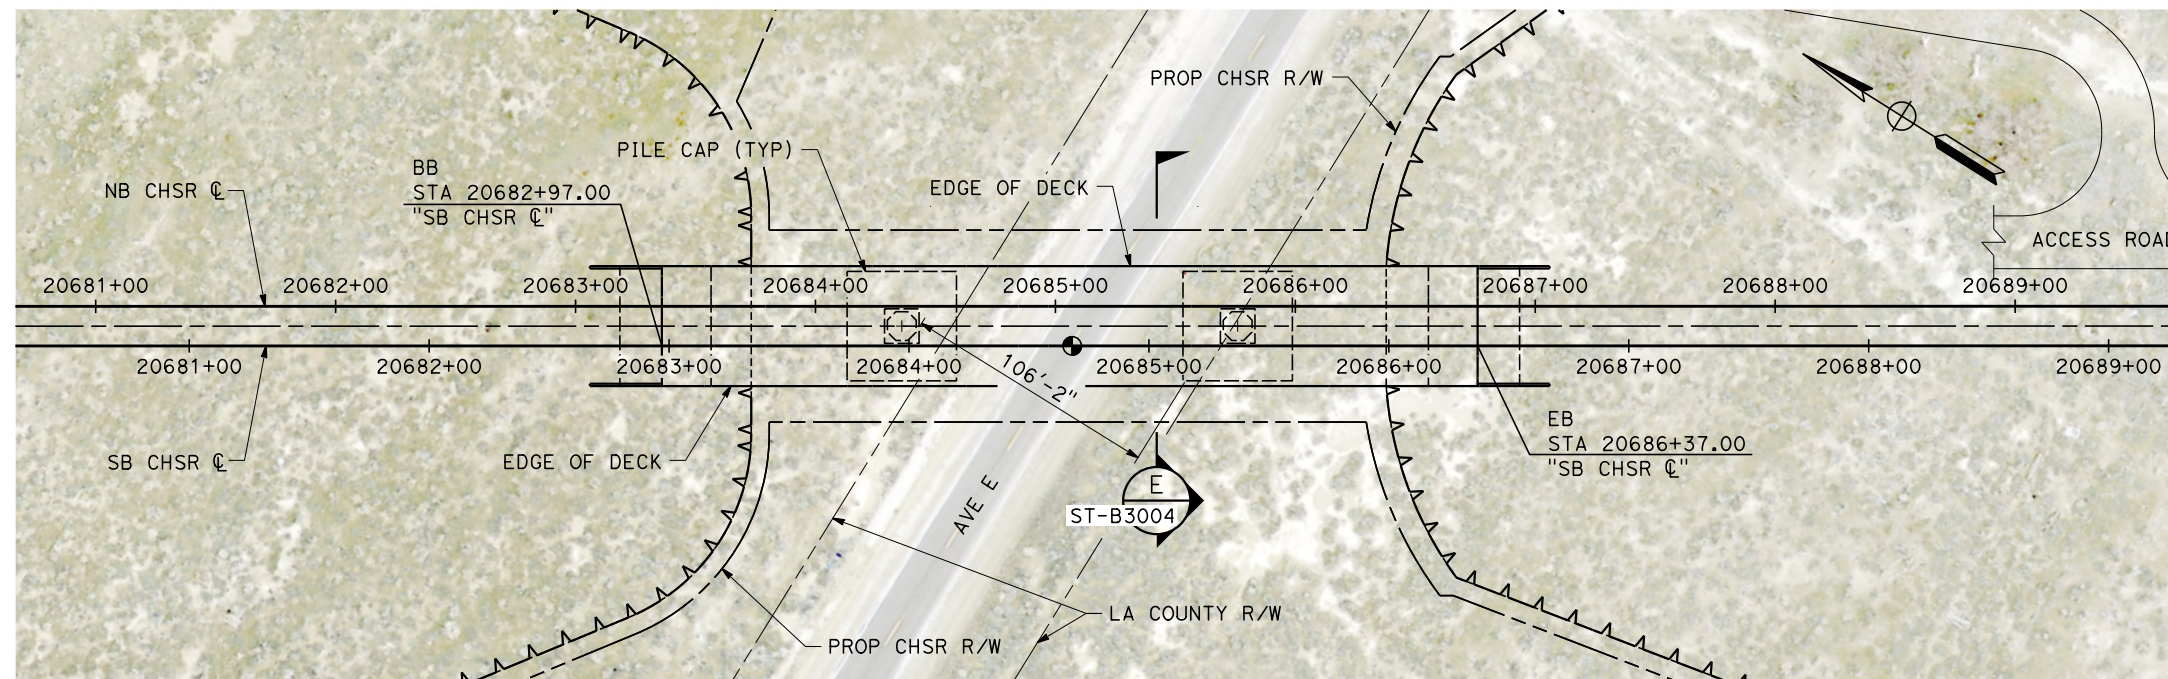 PROP CHSR R/W
PILE CAP (TYP)
BB
STA 20682+97.00
"SB CHSR ℄"
NB CHSR ℄
EDGE OF DECK
ACCESS ROAD
20681+00 20682+00 20683+00 20684+00 20685+00 20686+00 20687+00 20688+00 20689+00
20681+00 20682+00 20683+00 20684+00 20685+00 20686+00 20687+00 20688+00 20689+00
106'-2"
SB CHSR ℄
EDGE OF DECK
EB
STA 20686+37.00
"SB CHSR ℄"
AVE E
E
ST-B3004
LA COUNTY R/W
PROP CHSR R/W